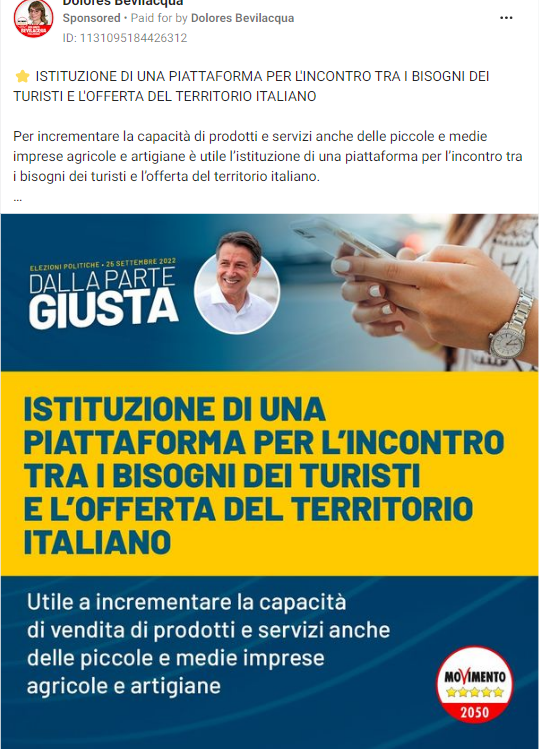 Dolores Bevilacqua
Sponsored • Paid for by Dolores Bevilacqua
ID: 1131095184426312
⭐ ISTITUZIONE DI UNA PIATTAFORMA PER L'INCONTRO TRA I BISOGNI DEI
TURISTI E L'OFFERTA DEL TERRITORIO ITALIANO
Per incrementare la capacità di prodotti e servizi anche delle piccole e medie
imprese agricole e artigiane è utile l’istituzione di una piattaforma per l’incontro tra
i bisogni dei turisti e l’offerta del territorio italiano.
...
ELEZIONI POLITICHE • 25 SETTEMBRE 2022
DALLA PARTE
GIUSTA
ISTITUZIONE DI UNA
PIATTAFORMA PER L’INCONTRO
TRA I BISOGNI DEI TURISTI
E L’OFFERTA DEL TERRITORIO
ITALIANO
Utile a incrementare la capacità
di vendita di prodotti e servizi anche
delle piccole e medie imprese
agricole e artigiane
MOVIMENTO
2050